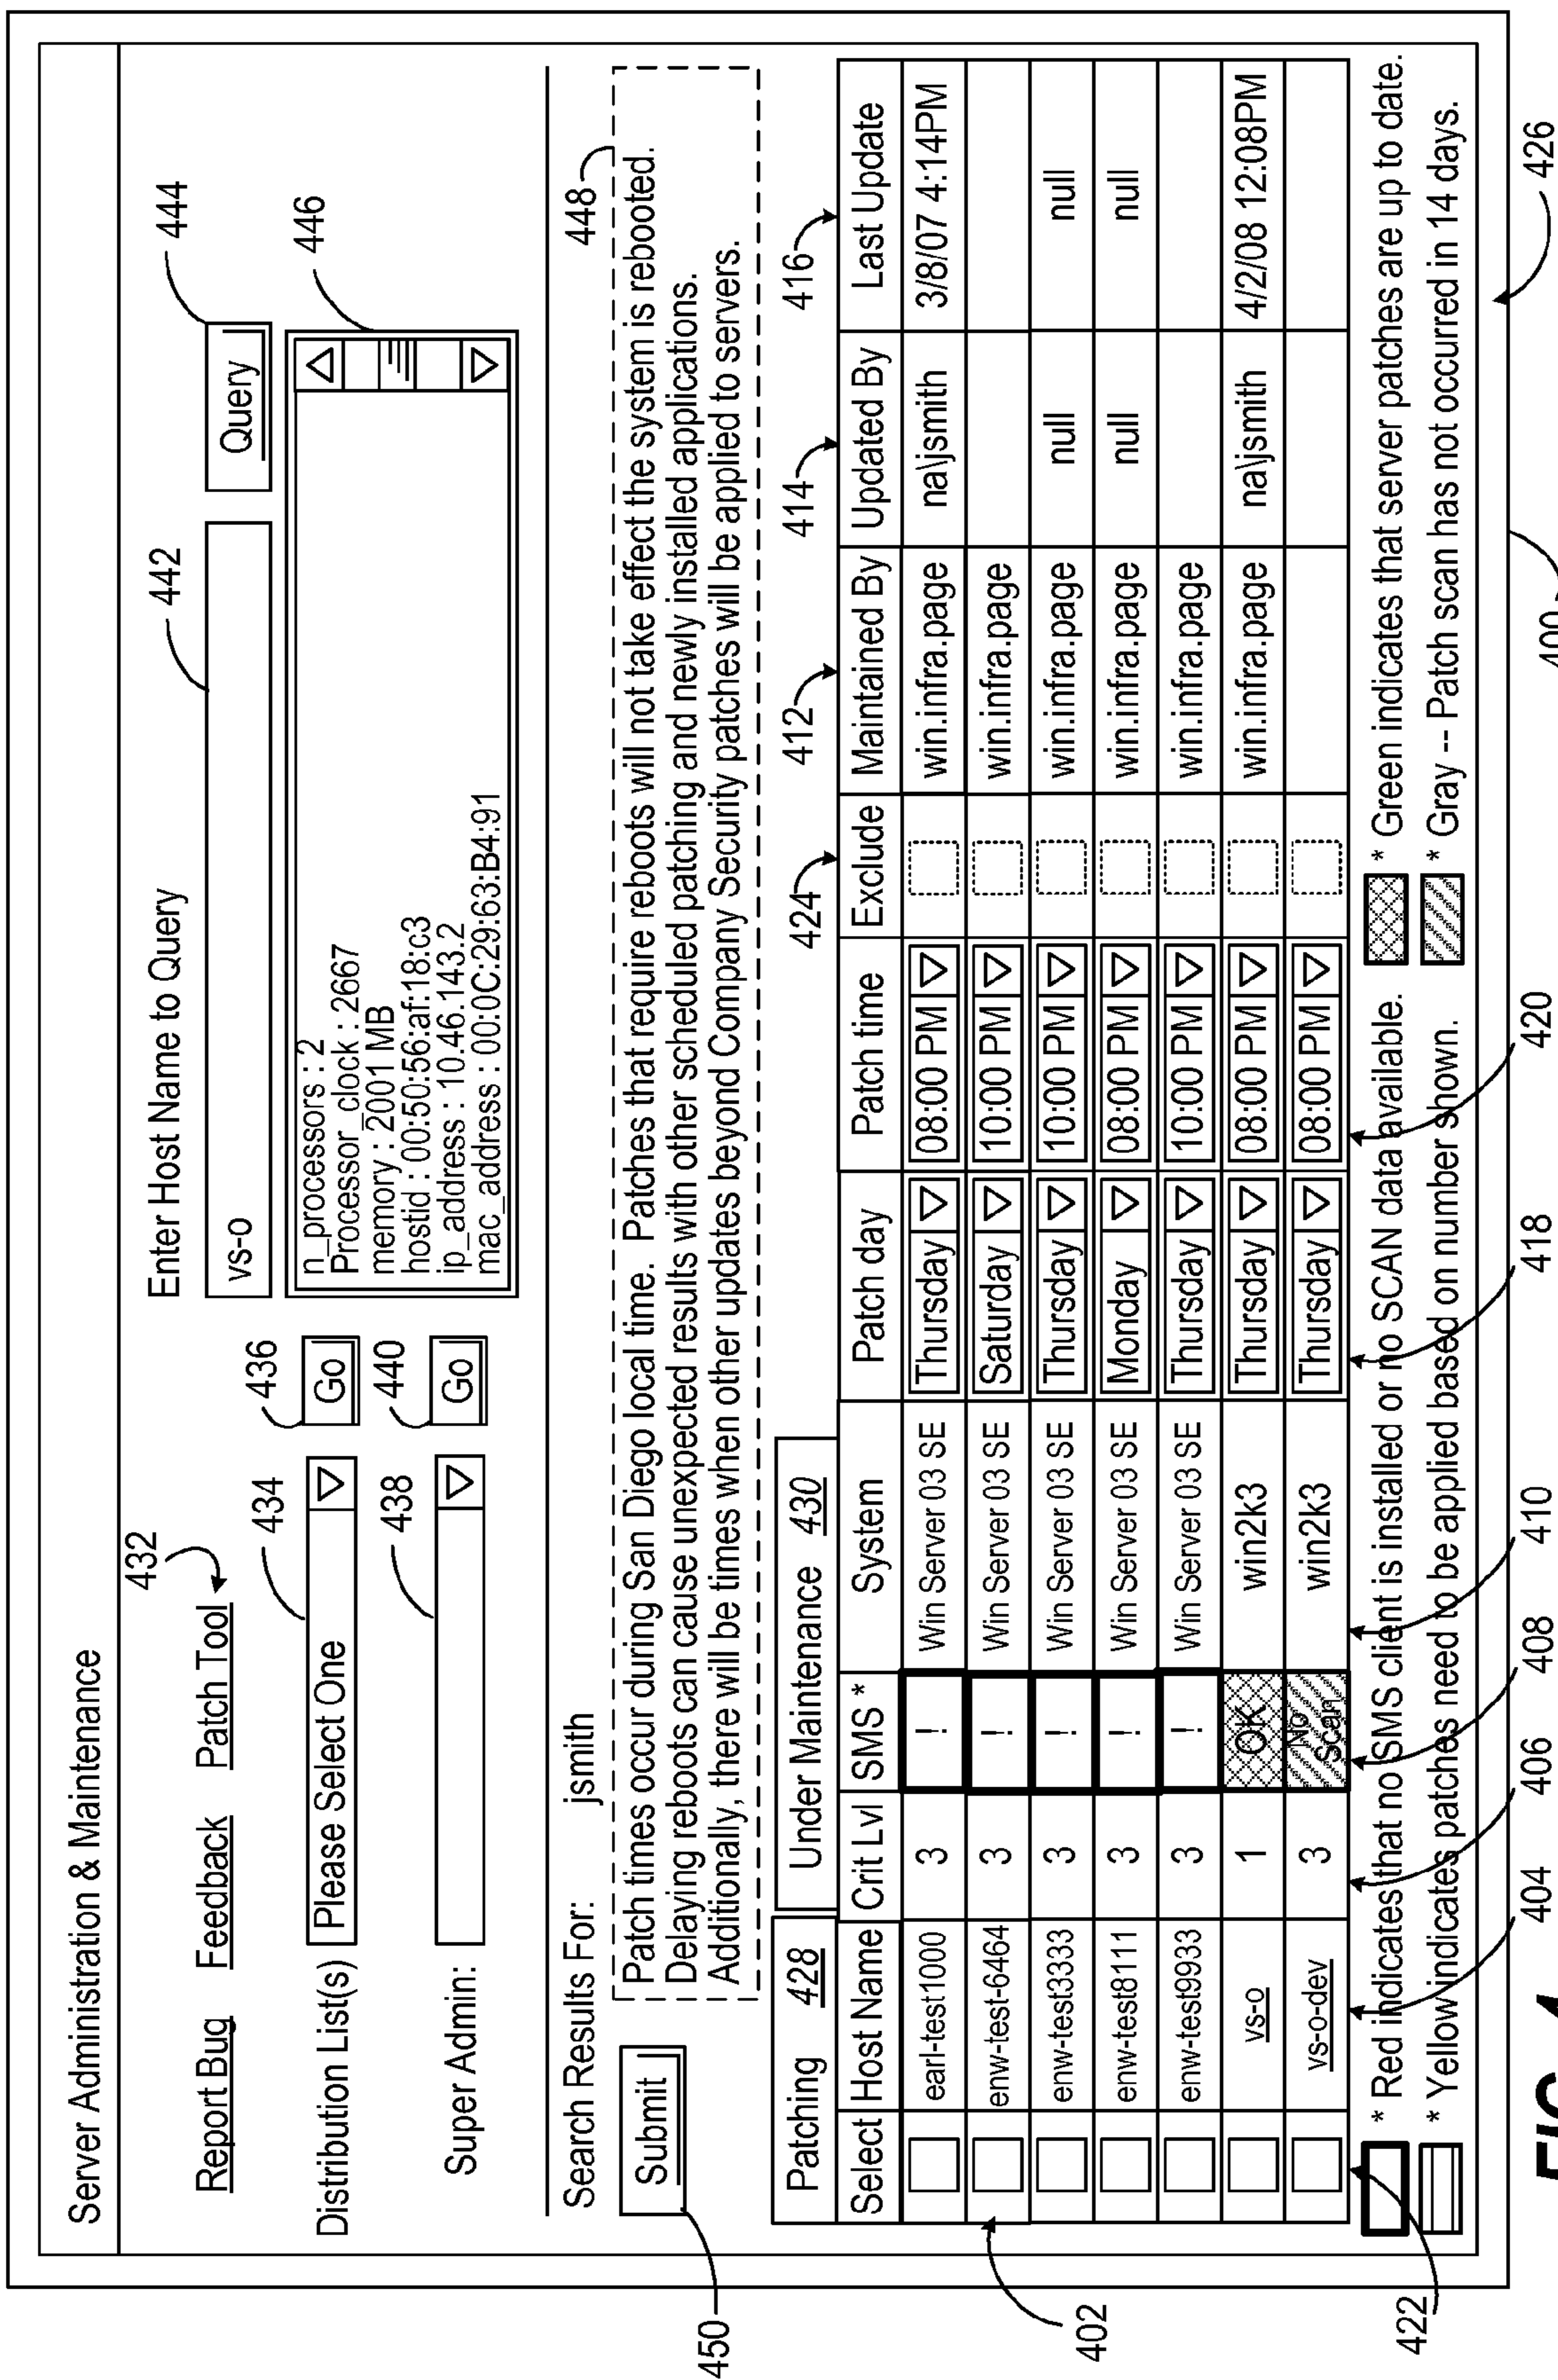 Server Administration & Maintenance
Report Bug Feedback Patch Tool 432
Distribution List(s) Please Select One 434 Go 436
Super Admin: 438 Go 440
Enter Host Name to Query 442
vs-o Query 444
n_processors : 2 446
Processor_clock : 2667
memory : 2001 MB
hostid : 00:50:56:af:18:c3
ip_address : 10.46.143.2
mac_address : 00:0C:29:63:B4:91
Search Results For: jsmith 448
450 Submit
Patch times occur during San Diego local time. Patches that require reboots will not take effect the system is rebooted.
Delaying reboots can cause unexpected results with other scheduled patching and newly installed applications.
Additionally, there will be times when other updates beyond Company Security patches will be applied to servers.
Patching 428 Under Maintenance 430 424 412 414 416
Select Host Name Crit Lvl SMS * System Patch day Patch time Exclude Maintained By Updated By Last Update
earl-test1000 3 ! Win Server 03 SE Thursday 08:00 PM win.infra.page na\jsmith 3/8/07 4:14PM
402 enw-test-6464 3 ! Win Server 03 SE Saturday 10:00 PM win.infra.page
enw-test3333 3 ! Win Server 03 SE Thursday 10:00 PM win.infra.page null null
enw-test8111 3 ! Win Server 03 SE Monday 08:00 PM win.infra.page null null
enw-test9933 3 ! Win Server 03 SE Thursday 10:00 PM win.infra.page
vs-o 1 OK win2k3 Thursday 08:00 PM win.infra.page na\jsmith 4/2/08 12:08PM
vs-o-dev 3 No Scan win2k3 Thursday 08:00 PM
* Red indicates that no SMS client is installed or no SCAN data available. * Green indicates that server patches are up to date.
* Yellow indicates patches need to be applied based on number shown. * Gray -- Patch scan has not occurred in 14 days.
422 404 406 408 410 418 420 426
400